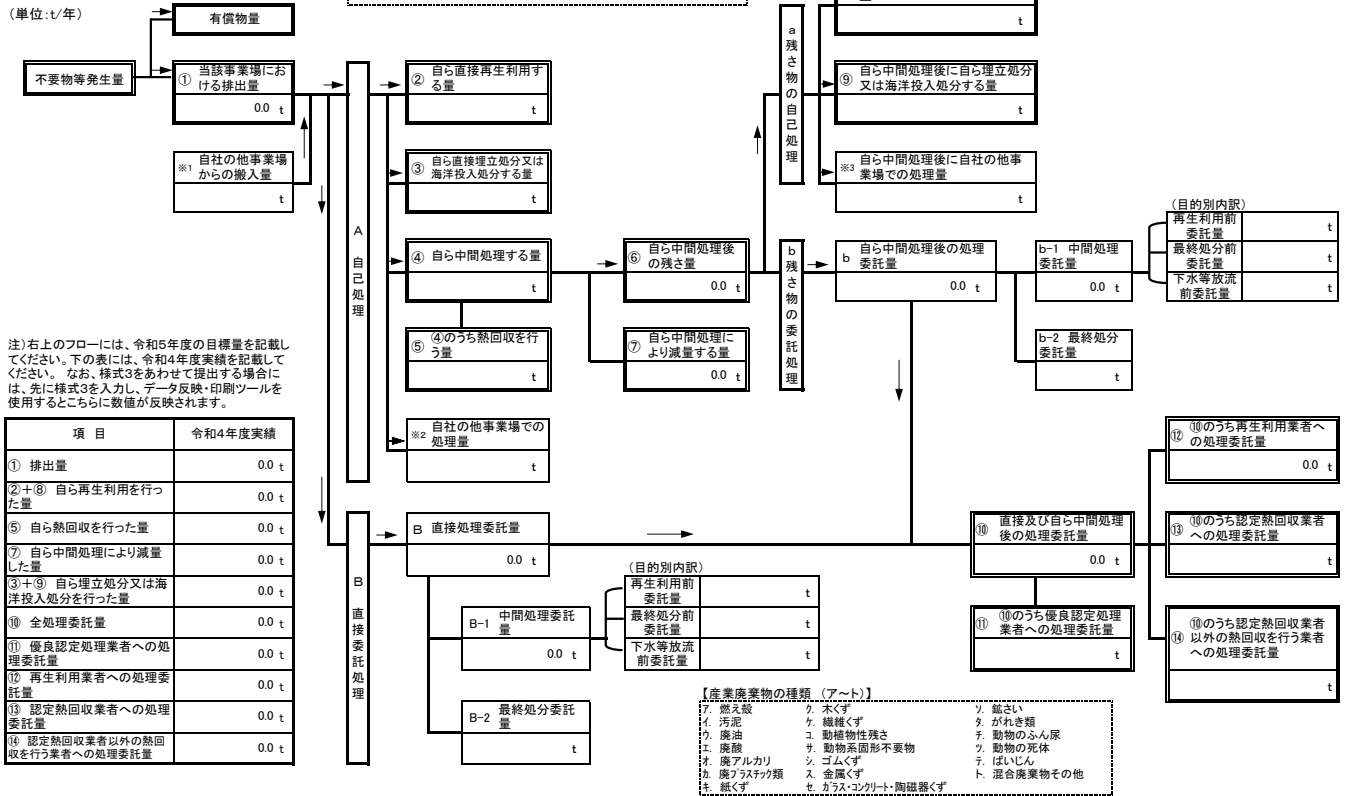 (単位:t/年)
有償物量
不要物等発生量
① 当該事業場にお
ける排出量
0.0 t
※1 自社の他事業場
からの搬入量
t
A
自
己
処
理
② 自ら直接再生利用す
る量
t
③ 自ら直接埋立処分又は
海洋投入処分する量
t
④ 自ら中間処理する量
t
⑤ ④のうち熱回収を行
う量
t
※2 自社の他事業場での
処理量
t
⑥ 自ら中間処理後
の残さ量
0.0 t
⑦ 自ら中間処理に
より減量する量
0.0 t
a
残
さ
物
の
自
己
処
理
t
⑨ 自ら中間処理後に自ら埋立処分
又は海洋投入処分する量
t
※3 自ら中間処理後に自社の他事
業場での処理量
t
b
残
さ
物
の
委
託
処
理
b 自ら中間処理後の処理
委託量
0.0 t
b-1 中間処理
委託量
0.0 t
b-2 最終処分
委託量
t
(目的別内訳)
再生利用前
委託量 t
最終処分前
委託量 t
下水等放流
前委託量 t
注)右上のフローには、令和5年度の目標量を記載し
てください。下の表には、令和4年度実績を記載して
ください。 なお、様式3をあわせて提出する場合に
は、先に様式3を入力し、データ反映・印刷ツールを
使用するとこちらに数値が反映されます。
項 目 令和4年度実績
① 排出量 0.0 t
②+⑧ 自ら再生利用を行っ
た量 0.0 t
⑤ 自ら熱回収を行った量 0.0 t
⑦ 自ら中間処理により減量
した量 0.0 t
③+⑨ 自ら埋立処分又は海
洋投入処分を行った量 0.0 t
⑩ 全処理委託量 0.0 t
⑪ 優良認定処理業者への処
理委託量 0.0 t
⑫ 再生利用業者への処理委
託量 0.0 t
⑬ 認定熱回収業者への処理
委託量 0.0 t
⑭ 認定熱回収業者以外の熱回
収を行う業者への処理委託量 0.0 t
B
直
接
委
託
処
理
B 直接処理委託量
0.0 t
B-1 中間処理委託
量
0.0 t
B-2 最終処分委託
量
t
(目的別内訳)
再生利用前
委託量 t
最終処分前
委託量 t
下水等放流
前委託量 t
⑩ 直接及び自ら中間処理
後の処理委託量
0.0 t
⑪ ⑩のうち優良認定処理
業者への処理委託量
t
⑫ ⑩のうち再生利用業者へ
の処理委託量
0.0 t
⑬ ⑩のうち認定熱回収業者
への処理委託量
t
⑭ ⑩のうち認定熱回収業者
以外の熱回収を行う業者
への処理委託量
t
【産業廃棄物の種類 (ア~ト)】
ア. 燃え殻 ク. 木くず ソ. 鉱さい
イ. 汚泥 ケ. 繊維くず タ. がれき類
ウ. 廃油 コ. 動植物性残さ チ. 動物のふん尿
エ. 廃酸 サ. 動物系固形不要物 ツ. 動物の死体
オ. 廃アルカリ シ. ゴムくず テ. ばいじん
カ. 廃プラスチック類 ス. 金属くず ト. 混合廃棄物その他
キ. 紙くず セ. ガラス・コンクリート・陶磁器くず